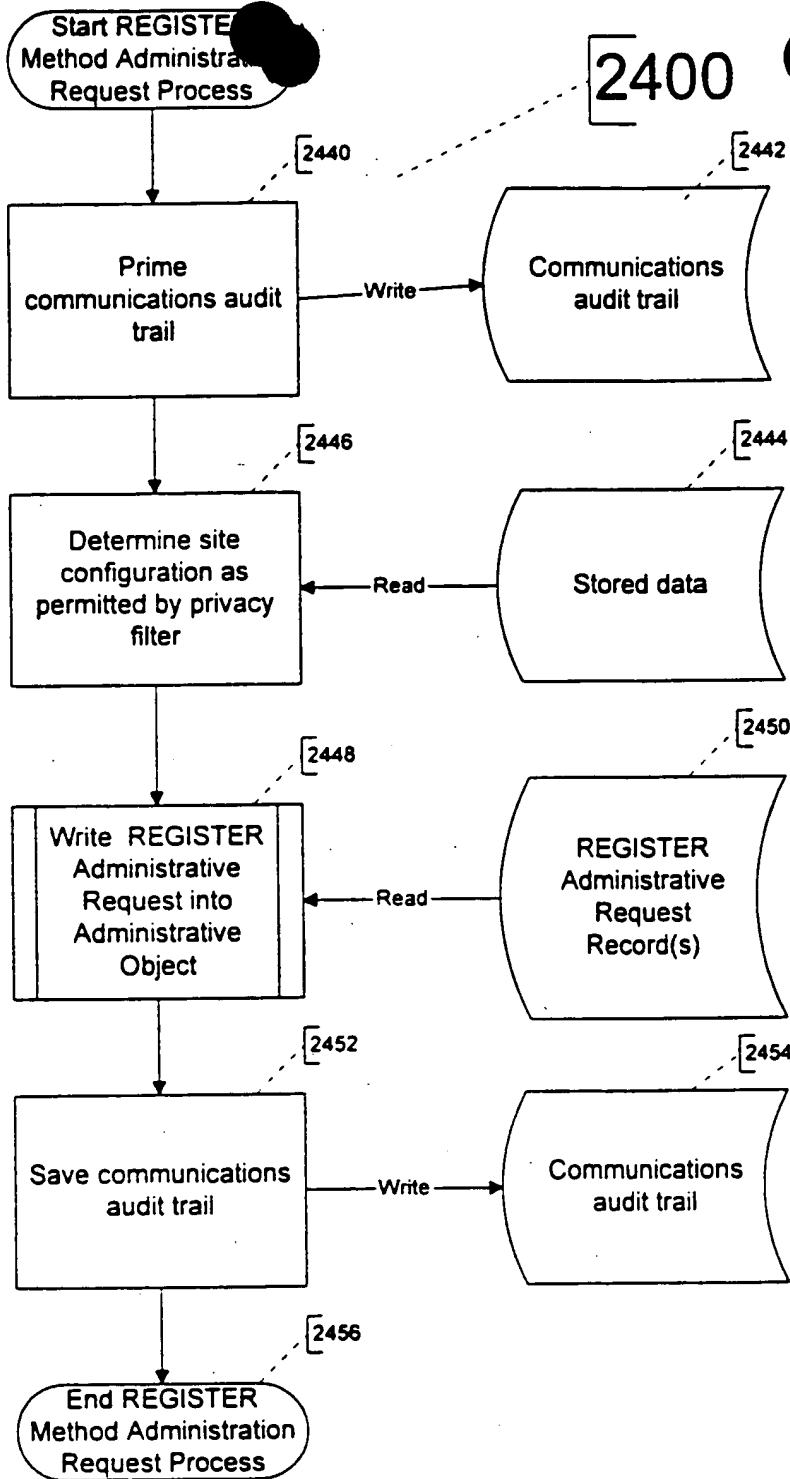 Start REGISTE
Method Administrat
Request Process
2400
2440
2442
Prime
communications audit
trail
Write
Communications
audit trail
2446
2444
Determine site
configuration as
permitted by privacy
filter
Read
Stored data
2448
2450
Write REGISTER
Administrative
Request into
Administrative
Object
Read
REGISTER
Administrative
Request
Record(s)
2452
2454
Save communications
audit trail
Write
Communications
audit trail
2456
End REGISTER
Method Administration
Request Process